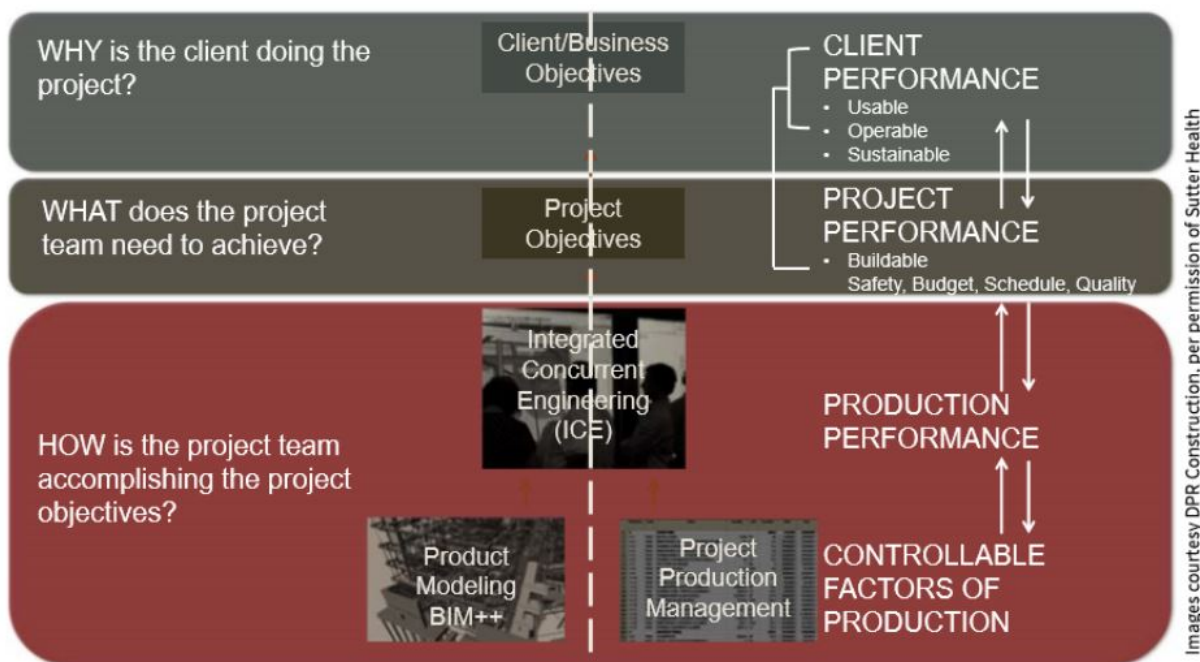 WHY is the client doing the
project?
Client/Business
Objectives
CLIENT
PERFORMANCE
• Usable
• Operable
• Sustainable
WHAT does the project
team need to achieve?
Project
Objectives
PROJECT
PERFORMANCE
• Buildable
Safety, Budget, Schedule, Quality
HOW is the project team
accomplishing the project
objectives?
Integrated
Concurrent
Engineering
(ICE)
Product
Modeling
BIM++
Project
Production
Management
PRODUCTION
PERFORMANCE
CONTROLLABLE
FACTORS OF
PRODUCTION
Images courtesy DPR Construction, per permission of Sutter Health